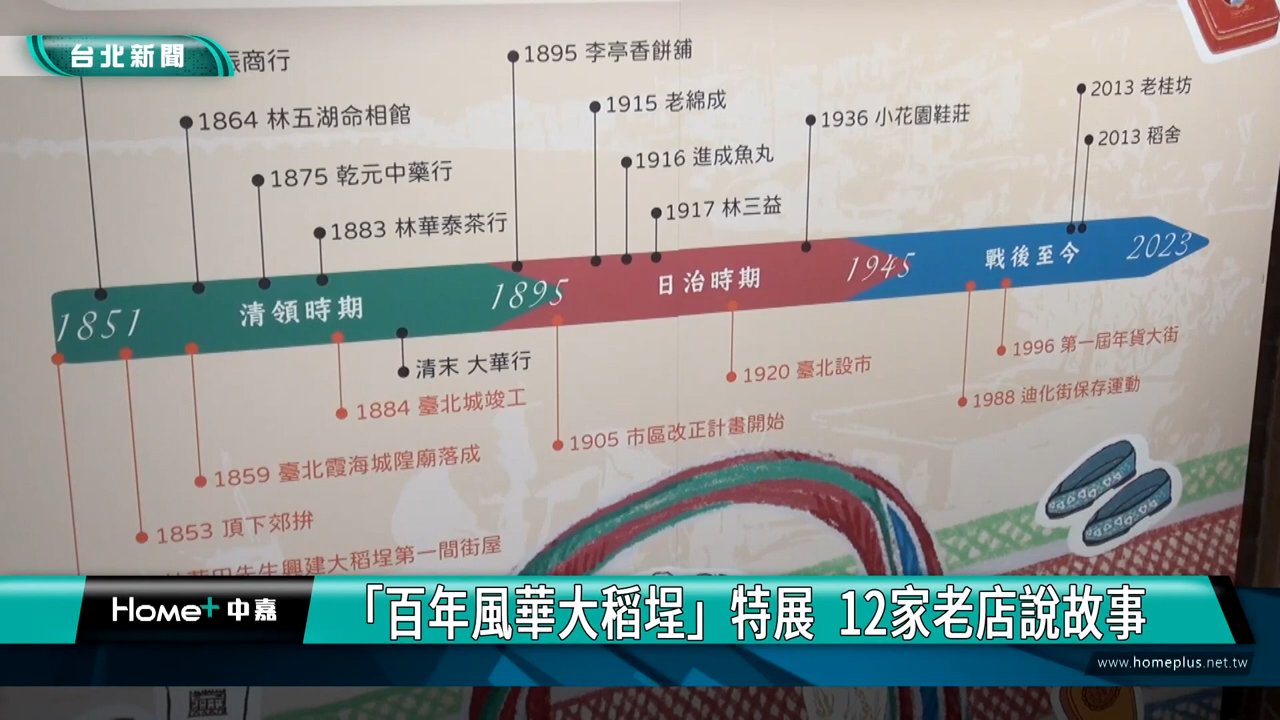 台北新聞
振商行
1895 李亭香餅舖
1864 林五湖命相館
1915 老綿成
1936 小花園鞋莊
2013 老桂坊
2013 稻舍
1875 乾元中藥行
1916 進成魚丸
1883 林華泰茶行
1917 林三益
1851
清領時期
1895
日治時期
1945
戰後至今
2023
清末 大華行
1884 臺北城竣工
1920 臺北設市
1996 第一屆年貨大街
1988 迪化街保存運動
1905 市區改正計畫開始
1859 臺北霞海城隍廟落成
1853 頂下郊拚
先生興建大稻埕第一間街屋
Home+ 中嘉
「百年風華大稻埕」特展 12家老店說故事
www.homeplus.net.tw